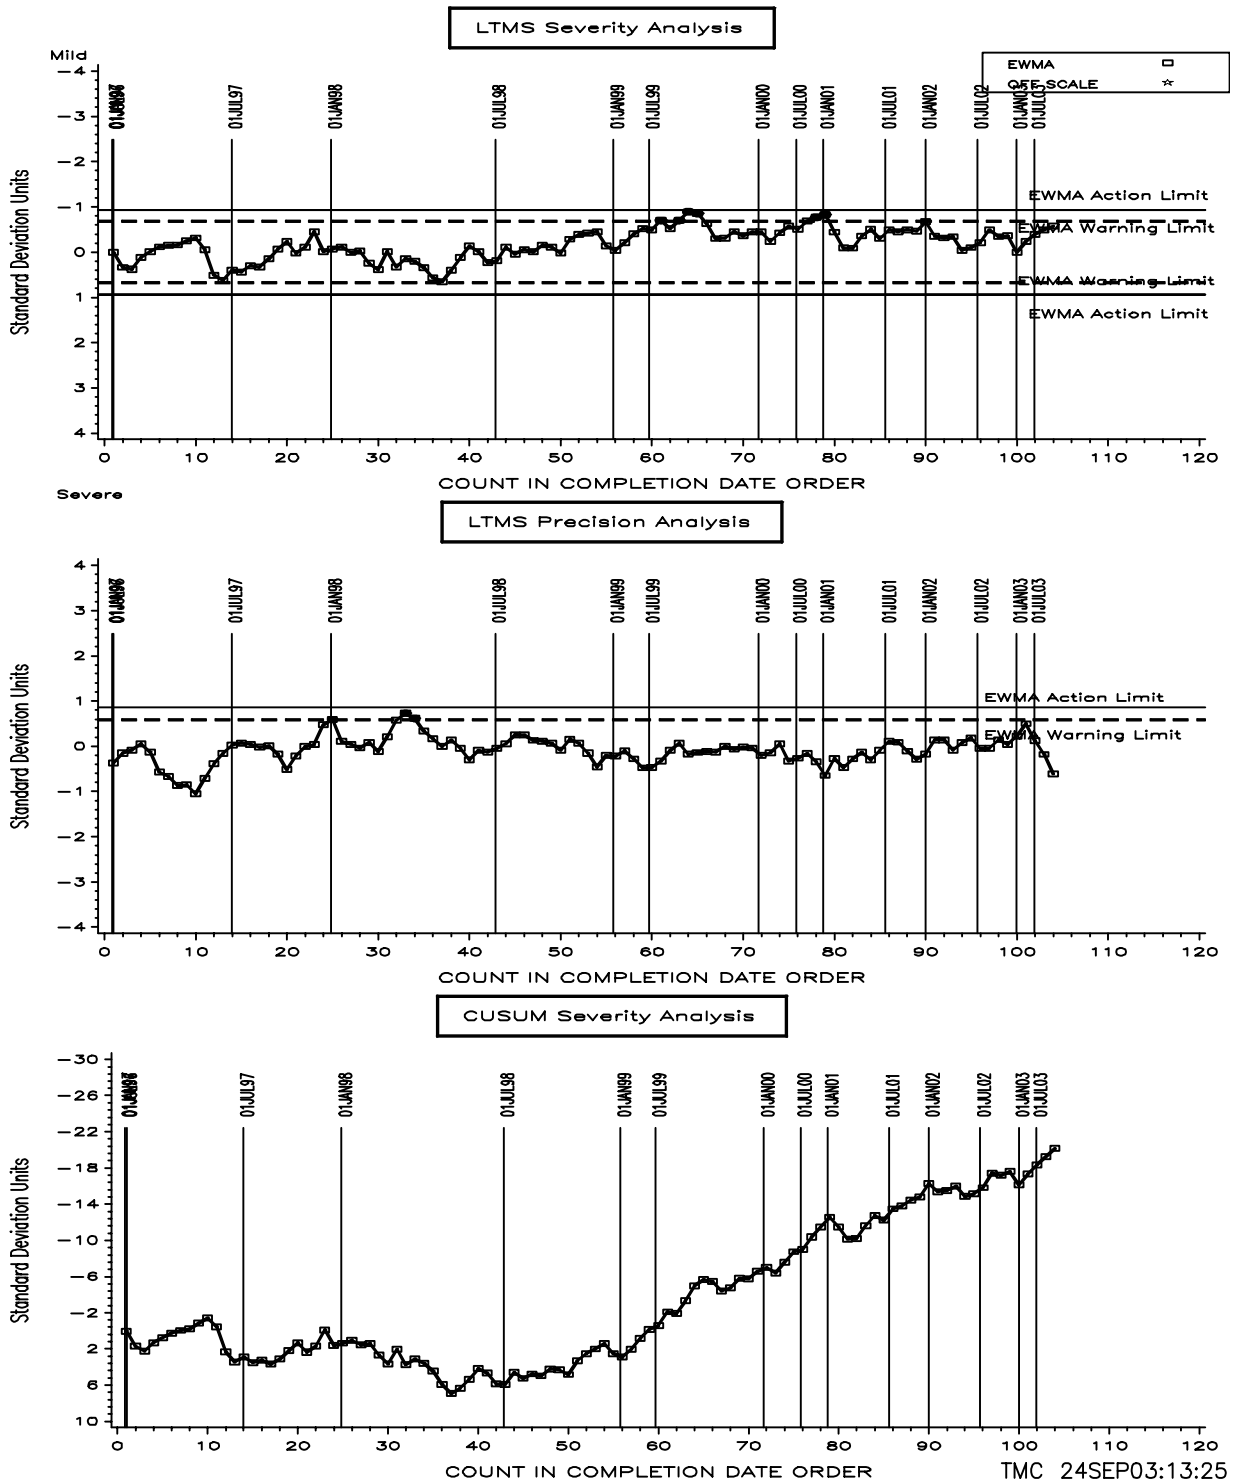 LTMS Severity Analysis
Mild
EWMA
OFF SCALE
-4
-3
-2
-1
0
1
2
3
4
Standard Deviation Units
01JUL97
01JAN98
01JUL98
01JAN99
01JUL99
01JAN00
01JUL00
01JAN01
01JUL01
01JAN02
01JUL02
01JAN03
01JUL03
EWMA Action Limit
EWMA Warning Limit
EWMA Warning Limit
EWMA Action Limit
0 10 20 30 40 50 60 70 80 90 100 110 120
COUNT IN COMPLETION DATE ORDER
Severe
LTMS Precision Analysis
4
3
2
1
0
-1
-2
-3
-4
Standard Deviation Units
01JUL97
01JAN98
01JUL98
01JAN99
01JUL99
01JAN00
01JUL00
01JAN01
01JUL01
01JAN02
01JUL02
01JAN03
01JUL03
EWMA Action Limit
EWMA Warning Limit
0 10 20 30 40 50 60 70 80 90 100 110 120
COUNT IN COMPLETION DATE ORDER
CUSUM Severity Analysis
-30
-26
-22
-18
-14
-10
-6
-2
2
6
10
Standard Deviation Units
01JUL97
01JAN98
01JUL98
01JAN99
01JUL99
01JAN00
01JUL00
01JAN01
01JUL01
01JAN02
01JUL02
01JAN03
01JUL03
0 10 20 30 40 50 60 70 80 90 100 110 120
COUNT IN COMPLETION DATE ORDER
TMC 24SEP03:13:25